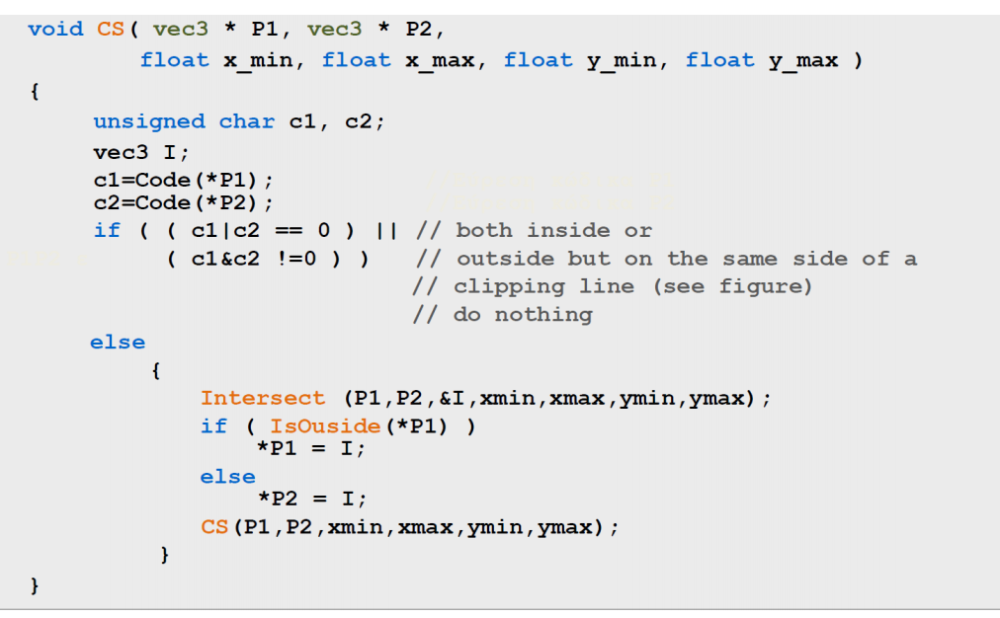 void CS( vec3 * P1, vec3 * P2,
float x_min, float x_max, float y_min, float y_max )
{
unsigned char c1, c2;
vec3 I;
c1=Code(*P1);
c2=Code(*P2);
if ( ( c1|c2 == 0 ) || // both inside or
( c1&c2 !=0 ) ) // outside but on the same side of a
// clipping line (see figure)
// do nothing
else
{
Intersect (P1,P2,&I,xmin,xmax,ymin,ymax);
if ( IsOuside(*P1) )
*P1 = I;
else
*P2 = I;
CS(P1,P2,xmin,xmax,ymin,ymax);
}
}